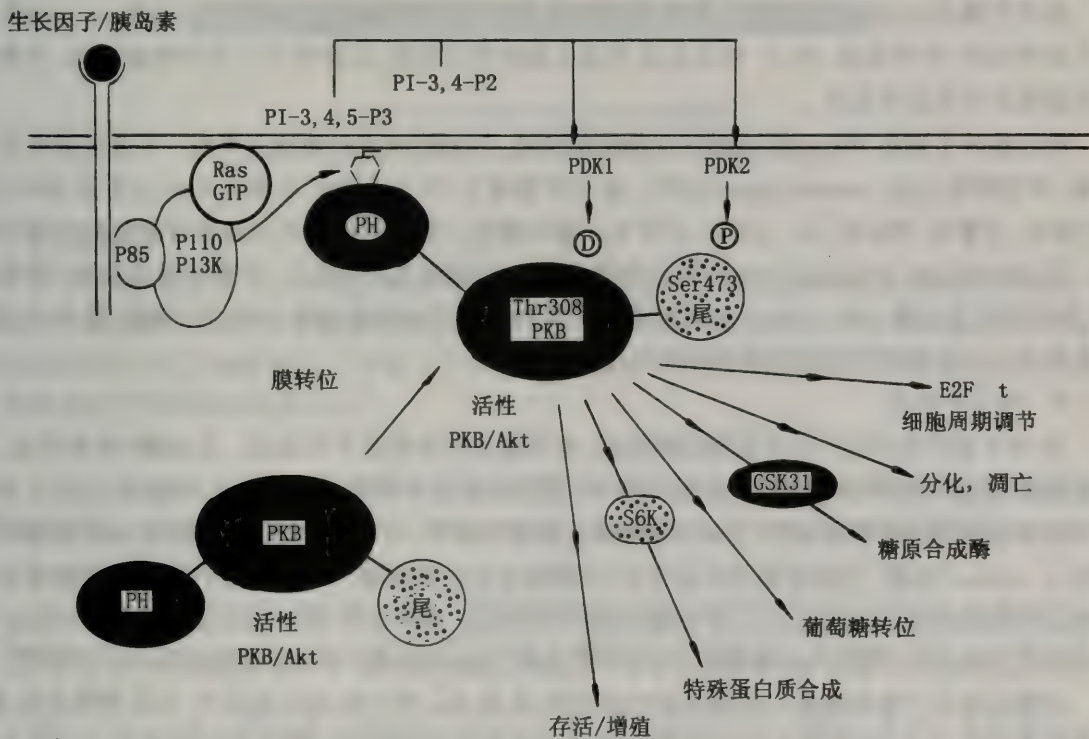 生长因子/胰岛素
PI-3, 4-P2
PI-3, 4, 5-P3
Ras
GTP
PDK1
PDK2
P85
P110
P13K
PH
D
P
Thr308
PKB
Ser473
尾
膜转位
活性
PKB/Akt
E2F t
细胞周期调节
分化，凋亡
GSK31
糖原合成酶
S6K
葡萄糖转位
特殊蛋白质合成
存活/增殖
PKB
PH
尾
活性
PKB/Akt